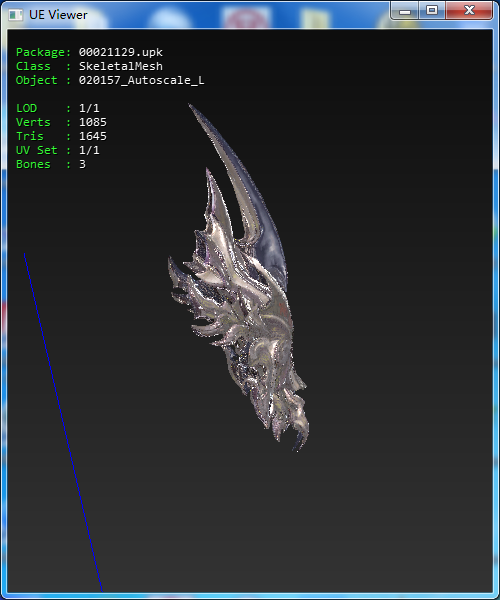 UE Viewer
Package: 00021129.upk
Class  : SkeletalMesh
Object : 020157_Autoscale_L
LOD    : 1/1
Verts  : 1085
Tris   : 1645
UV Set : 1/1
Bones  : 3